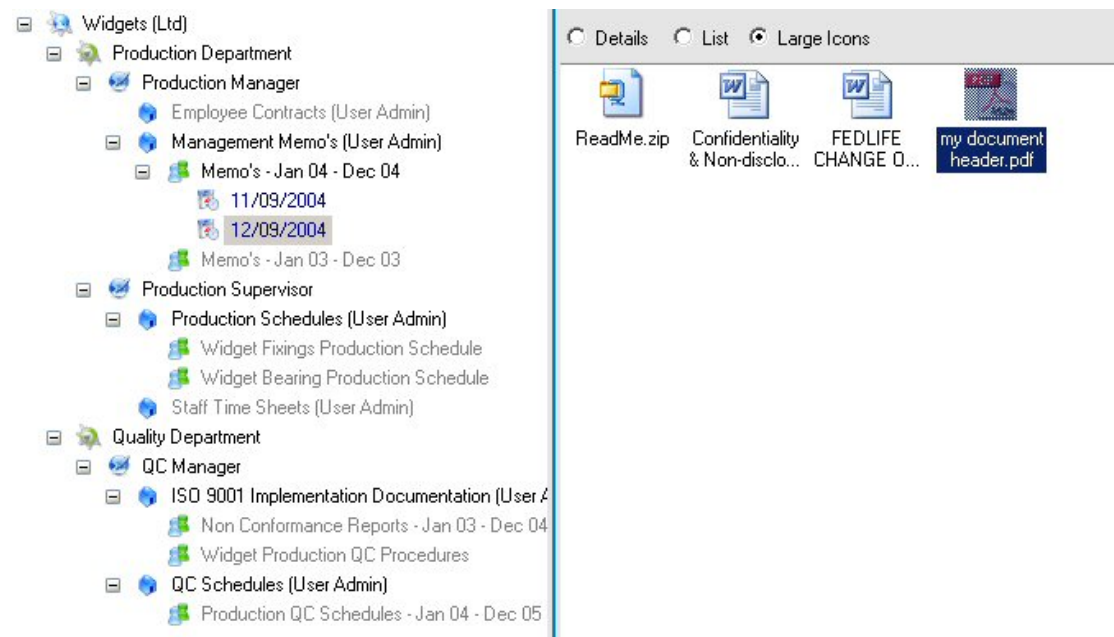 Widgets (Ltd)
Production Department
Production Manager
Employee Contracts (User Admin)
Management Memo's (User Admin)
Memo's - Jan 04 - Dec 04
11/09/2004
12/09/2004
Memo's - Jan 03 - Dec 03
Production Supervisor
Production Schedules (User Admin)
Widget Fixings Production Schedule
Widget Bearing Production Schedule
Staff Time Sheets (User Admin)
Quality Department
QC Manager
ISO 9001 Implementation Documentation (User A
Non Conformance Reports - Jan 03 - Dec 04
Widget Production QC Procedures
QC Schedules (User Admin)
Production QC Schedules - Jan 04 - Dec 05
Details List Large Icons
ReadMe.zip
Confidentiality
& Non-disclo...
FEDLIFE
CHANGE O...
my document
header.pdf